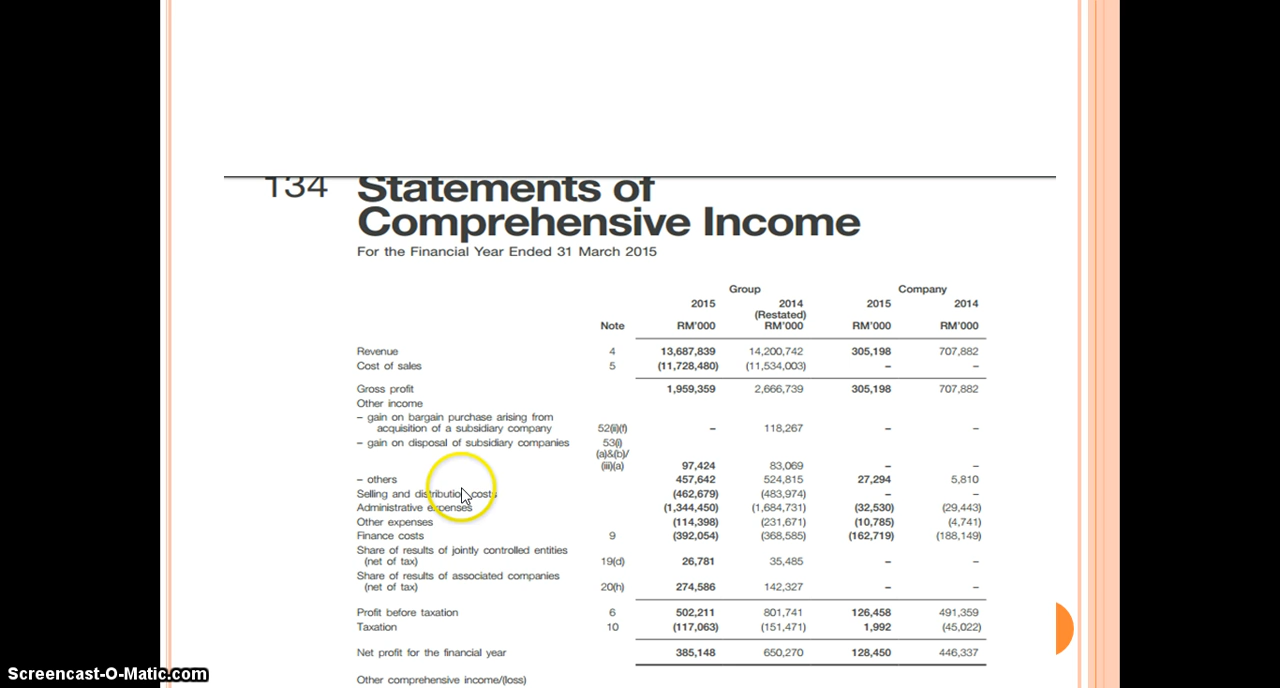 134 Statements of
Comprehensive Income
For the Financial Year Ended 31 March 2015
Group Company
2015 2014 2015 2014
(Restated)
Note RM'000 RM'000 RM'000 RM'000
Revenue 4 13,687,839 14,200,742 305,198 707,882
Cost of sales 5 (11,728,480) (11,534,003) – –
Gross profit 1,959,359 2,666,739 305,198 707,882
Other income
– gain on bargain purchase arising from
acquisition of a subsidiary company 52(ii)(f) – 118,267 – –
– gain on disposal of subsidiary companies 53(i)
(a)&(b)/
(iii)(a) 97,424 83,069 – –
– others 457,642 524,815 27,294 5,810
Selling and distribution costs (462,679) (483,974) – –
Administrative expenses (1,344,450) (1,684,731) (32,530) (29,443)
Other expenses (114,398) (231,671) (10,785) (4,741)
Finance costs 9 (392,054) (368,585) (162,719) (188,149)
Share of results of jointly controlled entities
(net of tax) 19(d) 26,781 35,485 – –
Share of results of associated companies
(net of tax) 20(h) 274,586 142,327 – –
Profit before taxation 6 502,211 801,741 126,458 491,359
Taxation 10 (117,063) (151,471) 1,992 (45,022)
Net profit for the financial year 385,148 650,270 128,450 446,337
Other comprehensive income/(loss)
Screencast-O-Matic.com